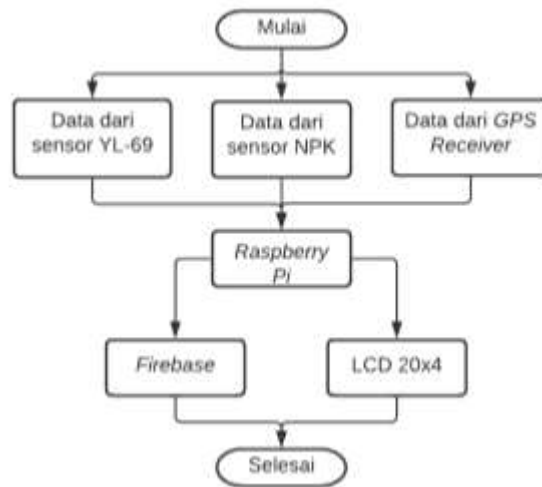 Mulai
Data dari
sensor YL-69
Data dari
sensor NPK
Data dari GPS
Receiver
Raspberry
Pi
Firebase
LCD 20x4
Selesai